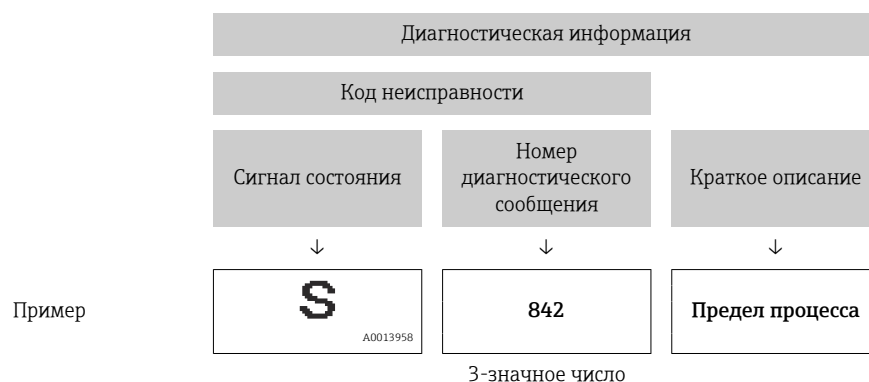 Диагностическая информация
Код неисправности
Сигнал состояния
Номер
диагностического
сообщения
Краткое описание
↓ ↓ ↓
Пример
S
A0013958
842
Предел процесса
3-значное число